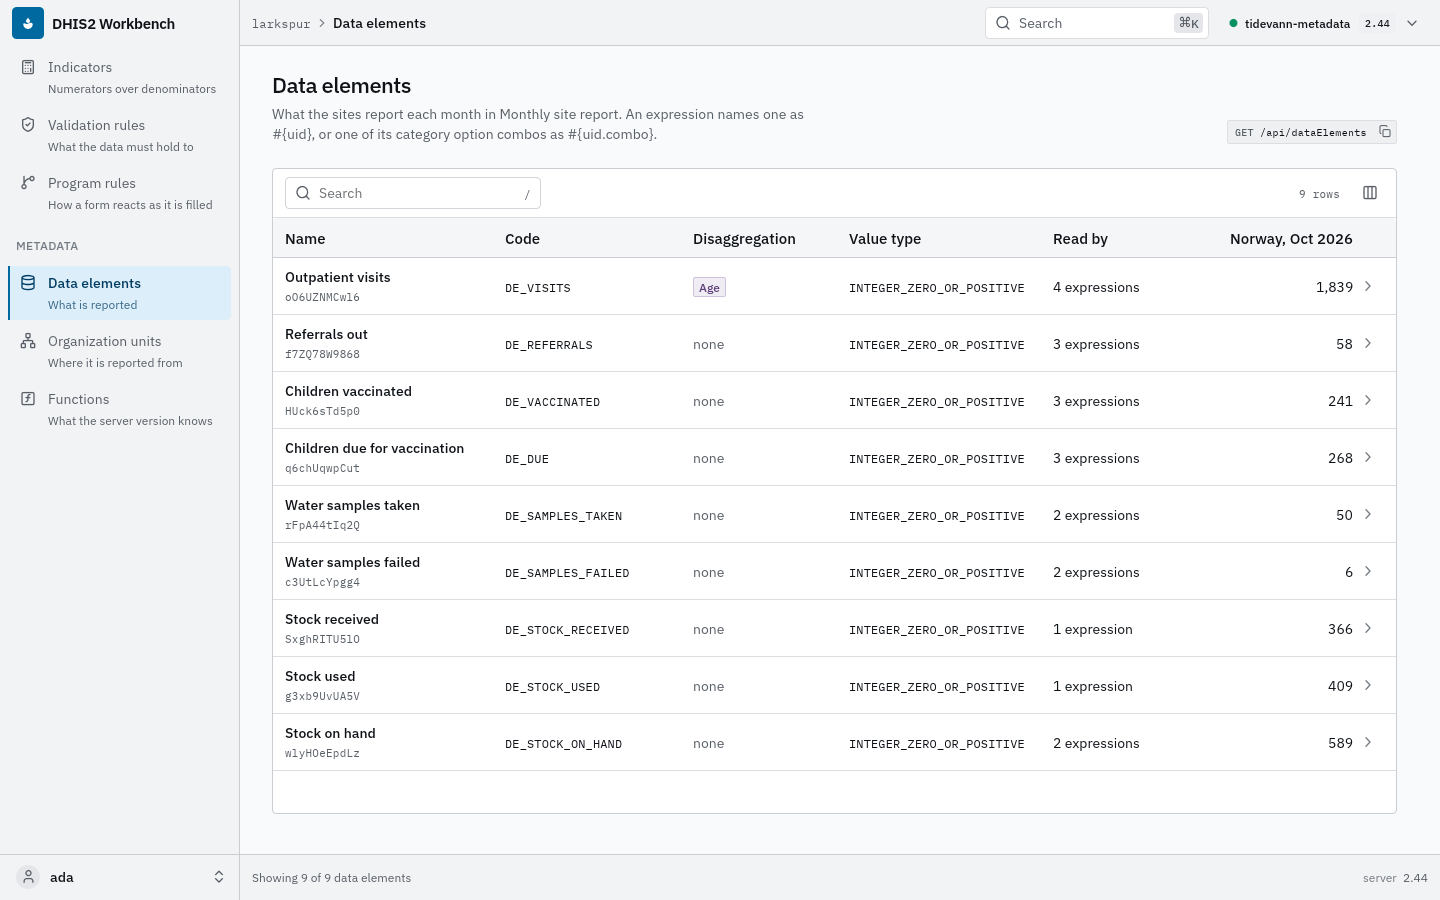 DHIS2 Workbench
larkspur > Data elements
Search ⌘K
tidevann-metadata 2.44
Indicators
Numerators over denominators
Validation rules
What the data must hold to
Program rules
How a form reacts as it is filled
METADATA
Data elements
What is reported
Organization units
Where it is reported from
Functions
What the server version knows
Data elements
What the sites report each month in Monthly site report. An expression names one as
#{uid}, or one of its category option combos as #{uid.combo}.
GET /api/dataElements
Search /
9 rows
Name Code Disaggregation Value type Read by Norway, Oct 2026
Outpatient visits
oO6UZNMCwl6 DE_VISITS Age INTEGER_ZERO_OR_POSITIVE 4 expressions 1,839
Referrals out
f7ZQ78W9868 DE_REFERRALS none INTEGER_ZERO_OR_POSITIVE 3 expressions 58
Children vaccinated
HUck6sTd5p0 DE_VACCINATED none INTEGER_ZERO_OR_POSITIVE 3 expressions 241
Children due for vaccination
q6chUqwpCut DE_DUE none INTEGER_ZERO_OR_POSITIVE 3 expressions 268
Water samples taken
rFpA44tIq2Q DE_SAMPLES_TAKEN none INTEGER_ZERO_OR_POSITIVE 2 expressions 50
Water samples failed
c3UtLcYpgg4 DE_SAMPLES_FAILED none INTEGER_ZERO_OR_POSITIVE 2 expressions 6
Stock received
SxghRITU5lO DE_STOCK_RECEIVED none INTEGER_ZERO_OR_POSITIVE 1 expression 366
Stock used
g3xb9UvUA5V DE_STOCK_USED none INTEGER_ZERO_OR_POSITIVE 1 expression 409
Stock on hand
wlyHOeEpdLz DE_STOCK_ON_HAND none INTEGER_ZERO_OR_POSITIVE 2 expressions 589
ada
Showing 9 of 9 data elements
server 2.44